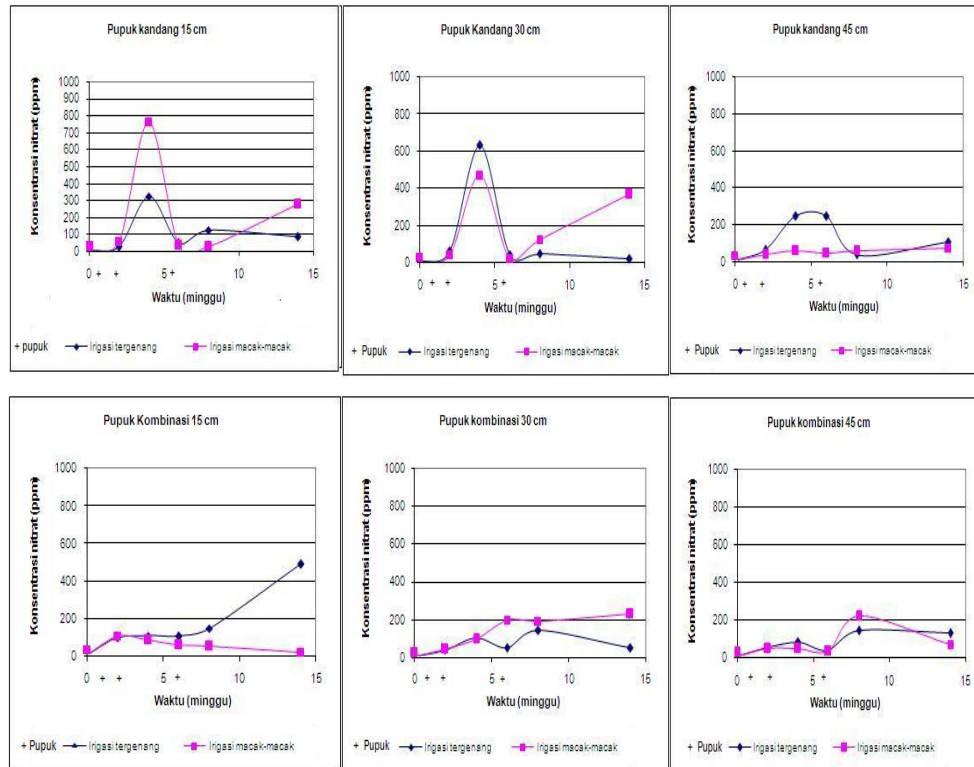 Pupuk kandang 15 cm
Konsentrasi nitrat (ppm)
1000
900
800
700
600
500
400
300
200
100
0
0 + + 5 + 10 15
Waktu (minggu)
+ pupuk Irigasi tergenang Irigasi macak-macak
Pupuk Kandang 30 cm
Konsentrasi nitrat (ppm)
1000
800
600
400
200
0
0 + + 5 + 10 15
Waktu (minggu)
+ Pupuk Irigasi tergenang Irigasi macak-macak
Pupuk kandang 45 cm
Konsentrasi nitrat (ppm)
1000
800
600
400
200
0
0 + + 5 + 10 15
Waktu (minggu)
+ Pupuk Irigasi tergenang Irigasi macak-macak
Pupuk Kombinasi 15 cm
Konsentrasi nitrat (ppm)
1000
800
600
400
200
0
0 + + 5 + 10 15
Waktu (minggu)
+ Pupuk Irigasi tergenang Irigasi macak-macak
Pupuk kombinasi 30 cm
Konsentrasi nitrat (ppm)
1000
800
600
400
200
0
0 + + 5 + 10 15
Waktu (minggu)
+ Pupuk Irigasi tergenang Irigasi macak-macak
Pupuk kombinasi 45 cm
Konsentrasi nitrat (ppm)
1000
800
600
400
200
0
0 + + 5 + 10 15
Waktu (minggu)
+ Pupuk Irigasi tergenang Irigasi macak-macak